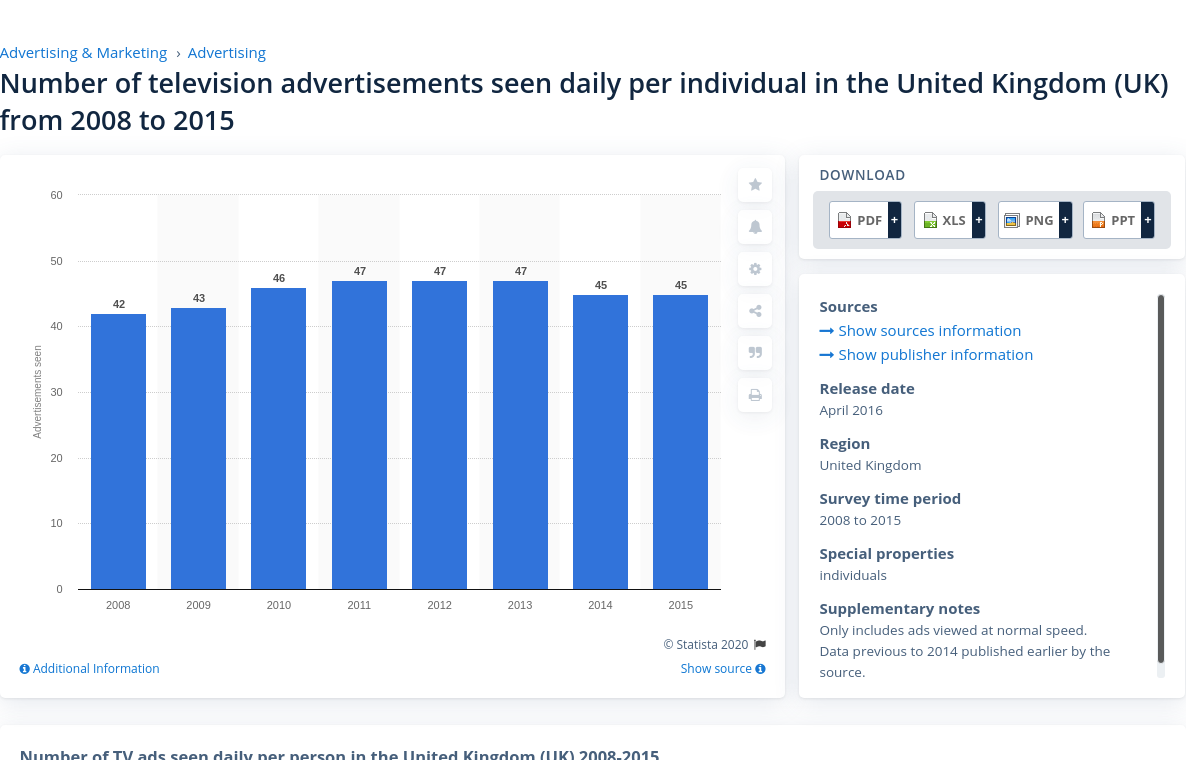 Advertising & Marketing › Advertising
Number of television advertisements seen daily per individual in the United Kingdom (UK)
from 2008 to 2015
60
50
40
30
20
10
0
Advertisements seen
42
43
46
47
47
47
45
45
2008
2009
2010
2011
2012
2013
2014
2015
© Statista 2020
Additional Information
Show source
DOWNLOAD
PDF +
XLS +
PNG +
PPT +
Sources
Show sources information
Show publisher information
Release date
April 2016
Region
United Kingdom
Survey time period
2008 to 2015
Special properties
individuals
Supplementary notes
Only includes ads viewed at normal speed.
Data previous to 2014 published earlier by the
source.
Number of TV ads seen daily per person in the United Kingdom (UK) 2008-2015